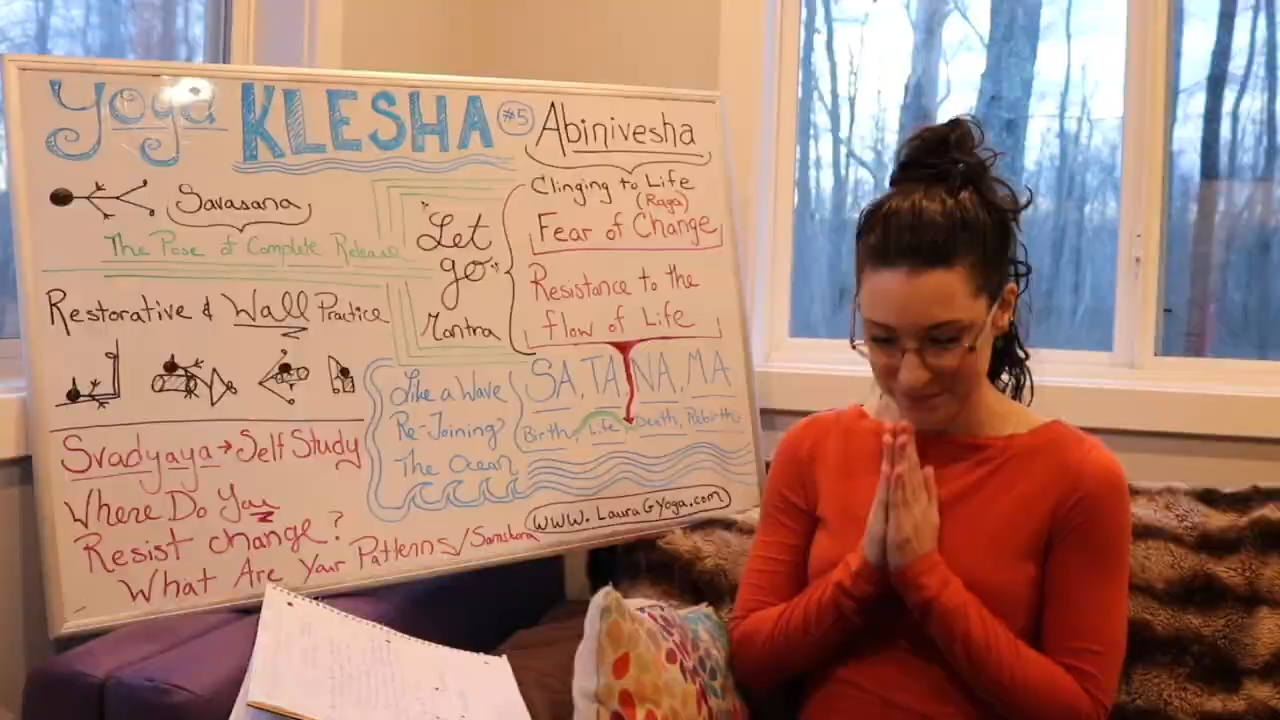 Yoga KLESHA #5 Abinivesha
Savasana
The Pose of Complete Release
Restorative & Wall Practice
"Let
go"
Mantra
Clinging to Life
(Raga)
Fear of Change
Resistance to the
flow of Life
SA, TA, NA, MA
Birth, Life, Death, Rebirth
Like a Wave
Re-Joining
The Ocean
Svadyaya → Self Study
Where Do You
Resist change?
What Are Your Patterns/Samskara
www.LauraGYoga.com